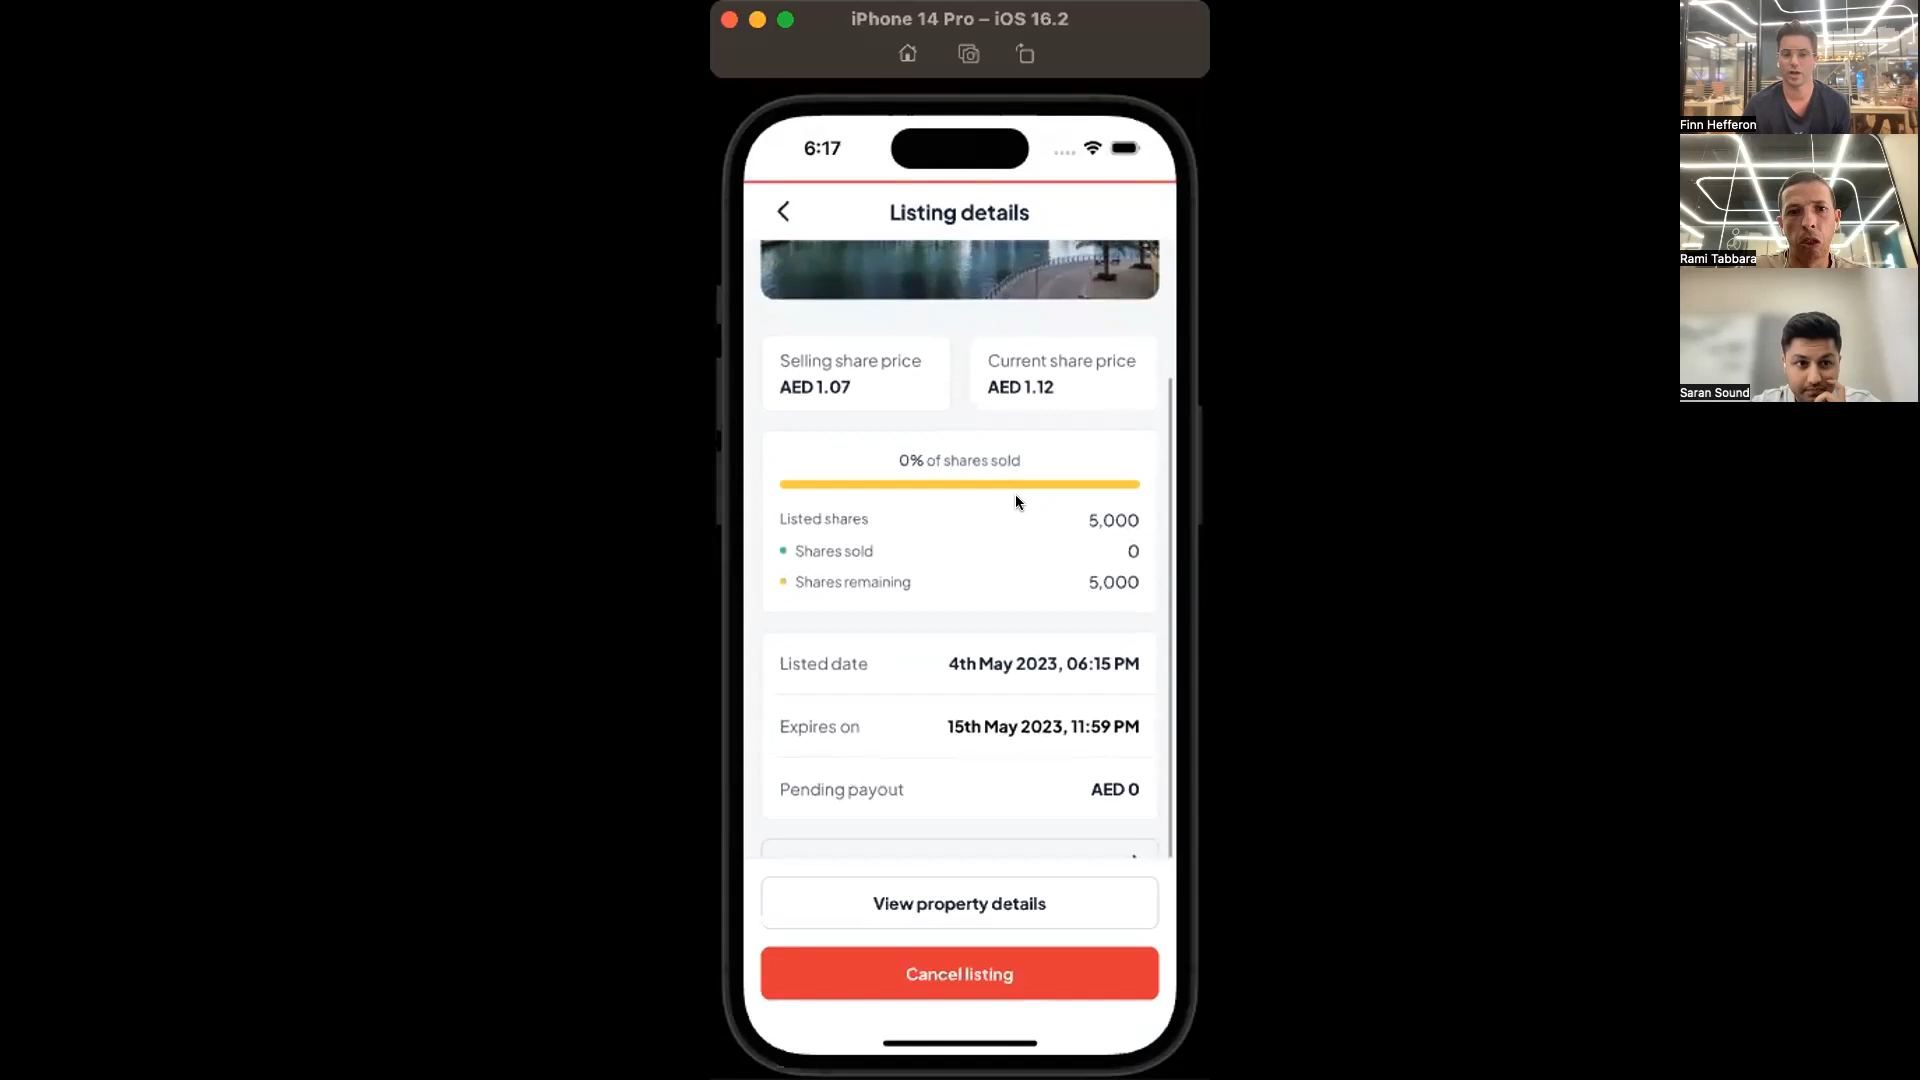 iPhone 14 Pro – iOS 16.2
6:17
Listing details
Selling share price
AED 1.07
Current share price
AED 1.12
0% of shares sold
Listed shares 5,000
Shares sold 0
Shares remaining 5,000
Listed date 4th May 2023, 06:15 PM
Expires on 15th May 2023, 11:59 PM
Pending payout AED 0
View property details
Cancel listing
Finn Hefferon
Rami Tabbara
Saran Sound